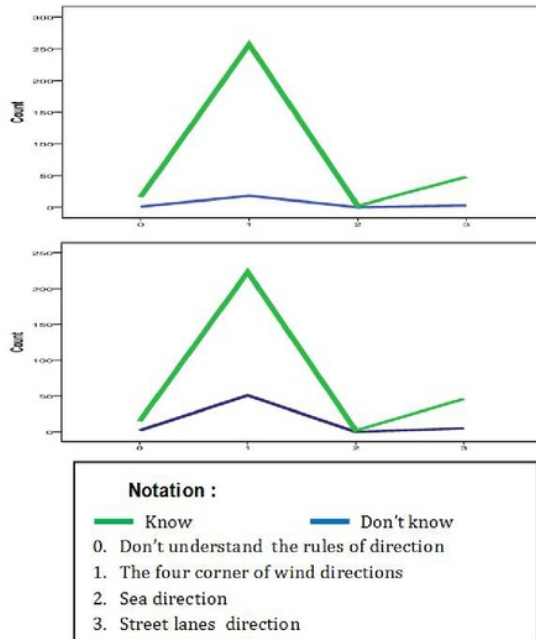 300
250
200
150
100
50
0
Count
0 1 2 3
250
200
150
100
50
0
Count
0 1 2 3
Notation :
Know Don't know
0. Don't understand the rules of direction
1. The four corner of wind directions
2. Sea direction
3. Street lanes direction